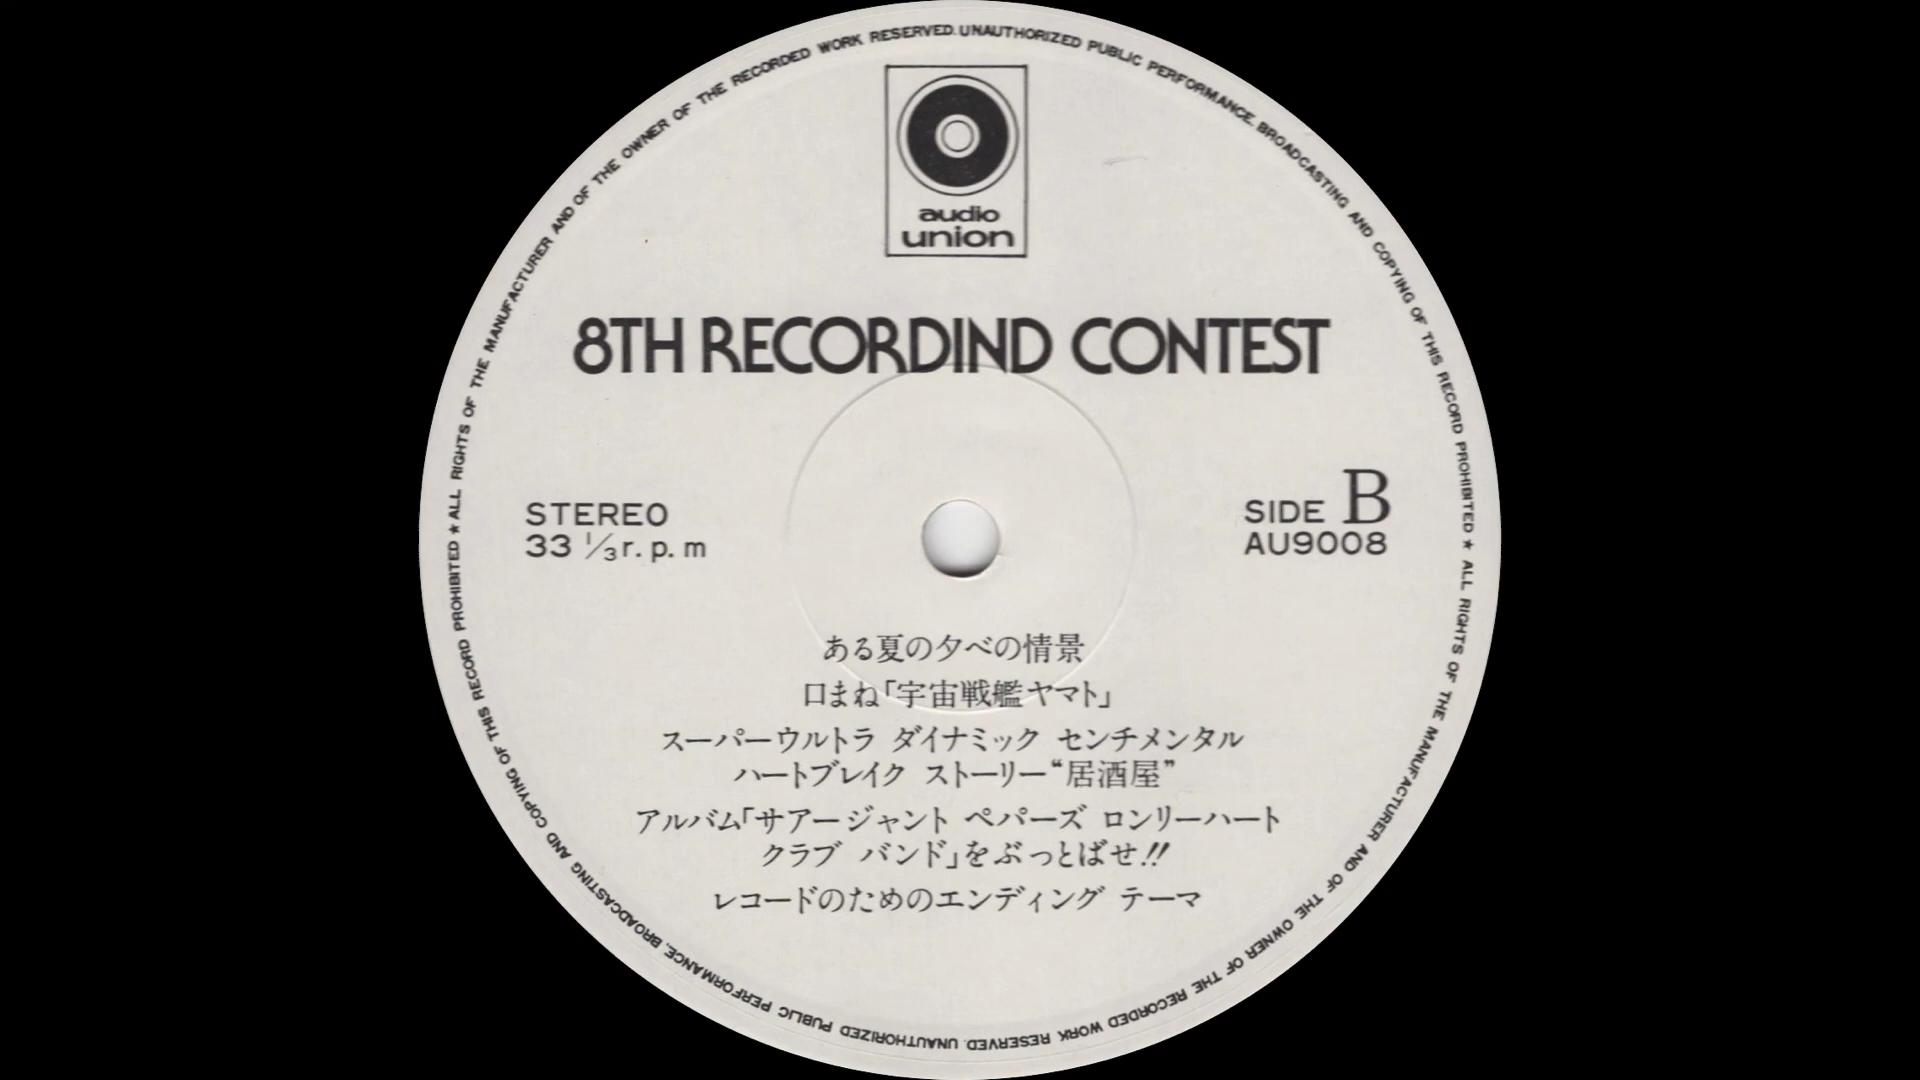 ALL RIGHTS OF THE MANUFACTURER AND OF THE OWNER OF THE RECORDED WORK RESERVED. UNAUTHORIZED PUBLIC PERFORMANCE, BROADCASTING AND COPYING OF THIS RECORD PROHIBITED ★
ALL RIGHTS OF THE MANUFACTURER AND OF THE OWNER OF THE RECORDED WORK RESERVED. UNAUTHORIZED PUBLIC PERFORMANCE, BROADCASTING AND COPYING OF THIS RECORD PROHIBITED ★
audio
union
8TH RECORDIND CONTEST
STEREO
33 1/3 r. p. m
SIDE B
AU9008
ある夏の夕べの情景
口まね「宇宙戦艦ヤマト」
スーパーウルトラ ダイナミック センチメンタル
ハートブレイク ストーリー“居酒屋”
アルバム「サアージャント ペパーズ ロンリーハート
クラブ バンド」をぶっとばせ!!
レコードのためのエンディング テーマ